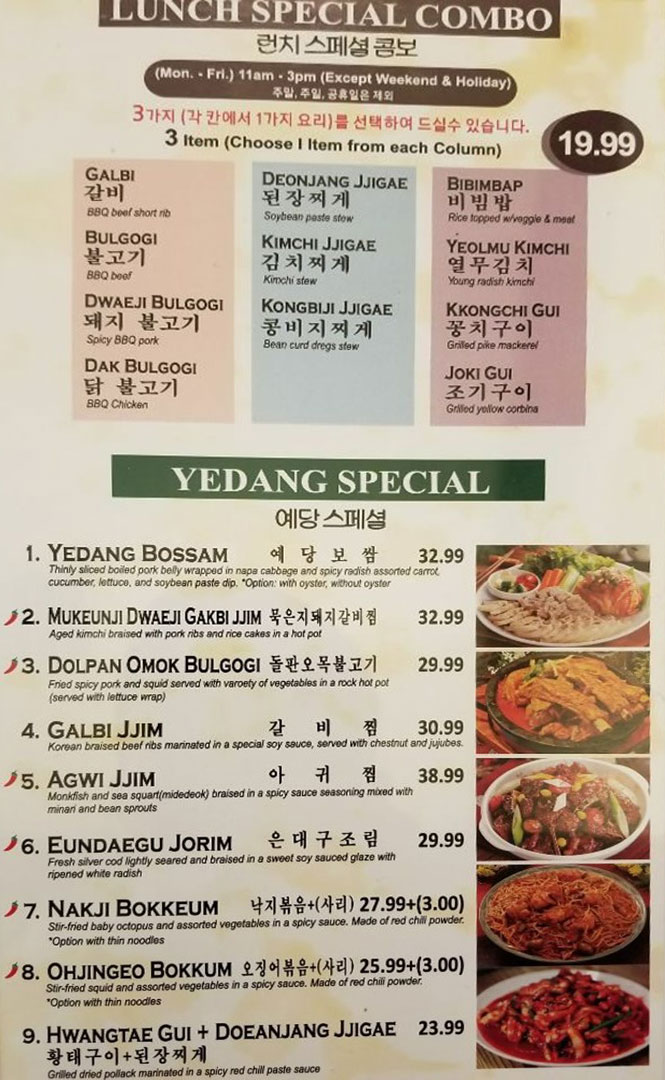 LUNCH SPECIAL COMBO
런치 스페셜 콤보
(Mon. - Fri.) 11am - 3pm (Except Weekend & Holiday)
주말, 주일, 공휴일은 제외
3가지 (각 칸에서 1가지 요리)를 선택하여 드실수 있습니다.
3 Item (Choose I Item from each Column)
19.99
GALBI
갈비
BBQ beef short rib
BULGOGI
불고기
BBQ beef
DWAEJI BULGOGI
돼지 불고기
Spicy BBQ pork
DAK BULGOGI
닭 불고기
BBQ Chicken
DEONJANG JJIGAE
된장찌게
Soybean paste stew
KIMCHI JJIGAE
김치찌게
Kimchi stew
KONGBIJI JJIGAE
콩비지찌게
Bean curd dregs stew
BIBIMBAP
비빔밥
Rice topped w/veggie & meat
YEOLMU KIMCHI
열무김치
Young radish kimchi
KKONGCHI GUI
꽁치구이
Grilled pike mackerel
JOKI GUI
조기구이
Grilled yellow corbina
YEDANG SPECIAL
예당 스페셜
1. YEDANG BOSSAM 예 당 보 쌈 32.99
Thinly sliced boiled pork belly wrapped in napa cabbage and spicy radish assorted carrot,
cucumber, lettuce, and soybean paste dip. *Option: with oyster, without oyster
2. MUKEUNJI DWAEJI GAKBI JJIM 묵은지돼지갈비찜 32.99
Aged kimchi braised with pork ribs and rice cakes in a hot pot
3. DOLPAN OMOK BULGOGI 돌판오목불고기 29.99
Fried spicy pork and squid served with varoety of vegetables in a rock hot pot
(served with lettuce wrap)
4. GALBI JJIM 갈 비 찜 30.99
Korean braised beef ribs marinated in a special soy sauce, served with chestnut and jujubes.
5. AGWI JJIM 아 귀 찜 38.99
Monkfish and sea squart(midedeok) braised in a spicy sauce seasoning mixed with
minari and bean sprouts
6. EUNDAEGU JORIM 은대구조림 29.99
Fresh silver cod lightly seared and braised in a sweet soy sauced glaze with
ripened white radish
7. NAKJI BOKKEUM 낙지볶음+(사리) 27.99+(3.00)
Stir-fried baby octopus and assorted vegetables in a spicy sauce. Made of red chili powder.
*Option with thin noodles
8. OHJINGEO BOKKUM 오징어볶음+(사리) 25.99+(3.00)
Stir-fried squid and assorted vegetables in a spicy sauce. Made of red chili powder.
*Option with thin noodles
9. HWANGTAE GUI + DOEANJANG JJIGAE 23.99
황태구이+된장찌게
Grilled dried pollack marinated in a spicy red chili paste sauce